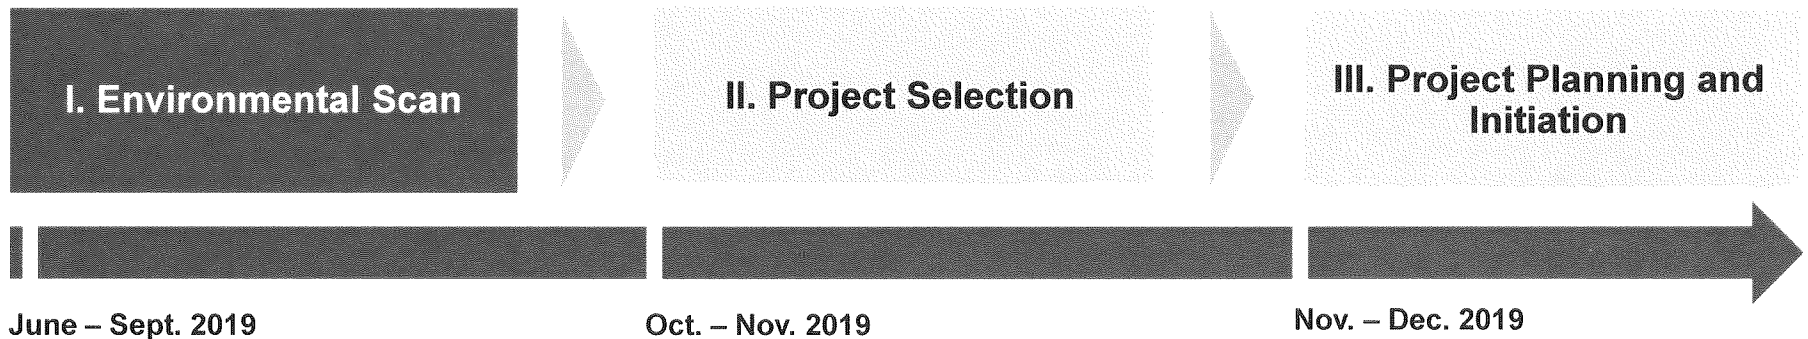 I. Environmental Scan
II. Project Selection
III. Project Planning and
Initiation
June – Sept. 2019
Oct. – Nov. 2019
Nov. – Dec. 2019